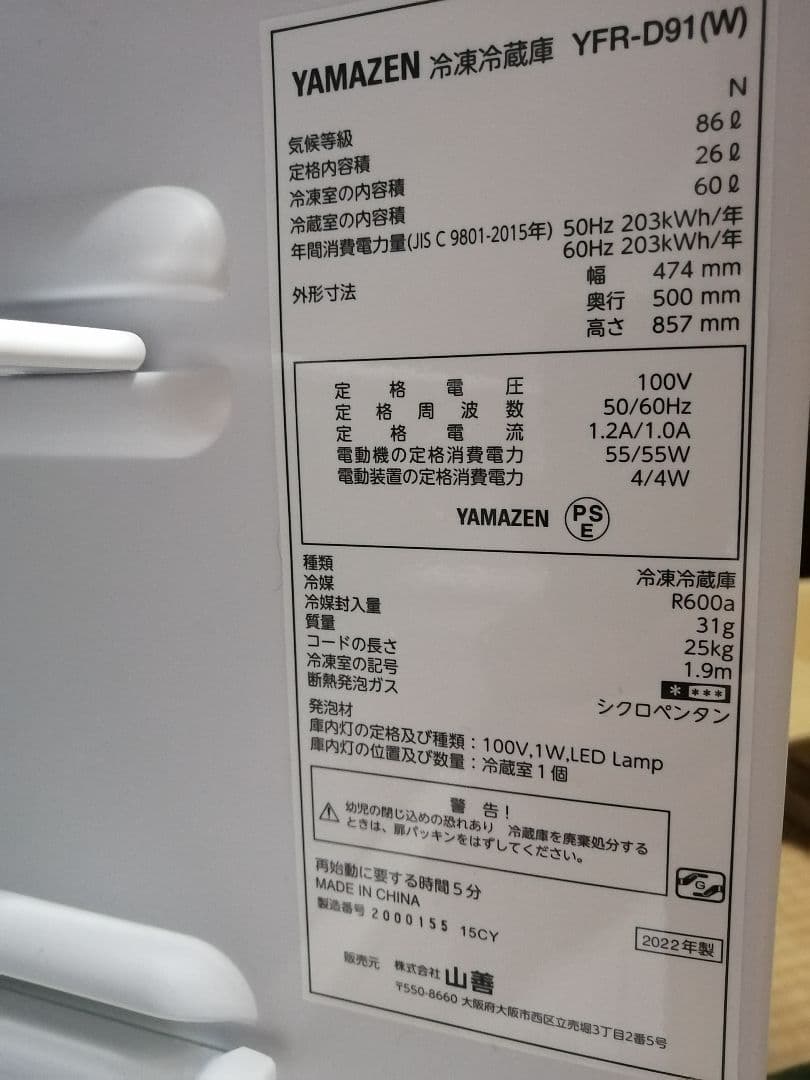 YAMAZEN 冷凍冷蔵庫 YFR-D91(W)
気候等級 N
定格内容積 86ℓ
冷凍室の内容積 26ℓ
冷蔵室の内容積 60ℓ
年間消費電力量(JIS C 9801-2015年) 50Hz 203kWh/年
60Hz 203kWh/年
外形寸法 幅 474 mm
奥行 500 mm
高さ 857 mm
定格電圧 100V
定格周波数 50/60Hz
定格電流 1.2A/1.0A
電動機の定格消費電力 55/55W
電動装置の定格消費電力 4/4W
YAMAZEN PSE
種類 冷凍冷蔵庫
冷媒 R600a
冷媒封入量 31g
質量 25kg
コードの長さ 1.9m
冷凍室の記号 * ***
断熱発泡ガス シクロペンタン
発泡材
庫内灯の定格及び種類:100V,1W,LED Lamp
庫内灯の位置及び数量:冷蔵室1個
警 告!
幼児の閉じ込めの恐れあり 冷蔵庫を廃棄処分する
ときは、扉パッキンをはずしてください。
再始動に要する時間5分
MADE IN CHINA
製造番号 2000155 15CY
G
2022年製
販売元 株式会社 山善
〒550-8660 大阪府大阪市西区立売堀3丁目2番5号